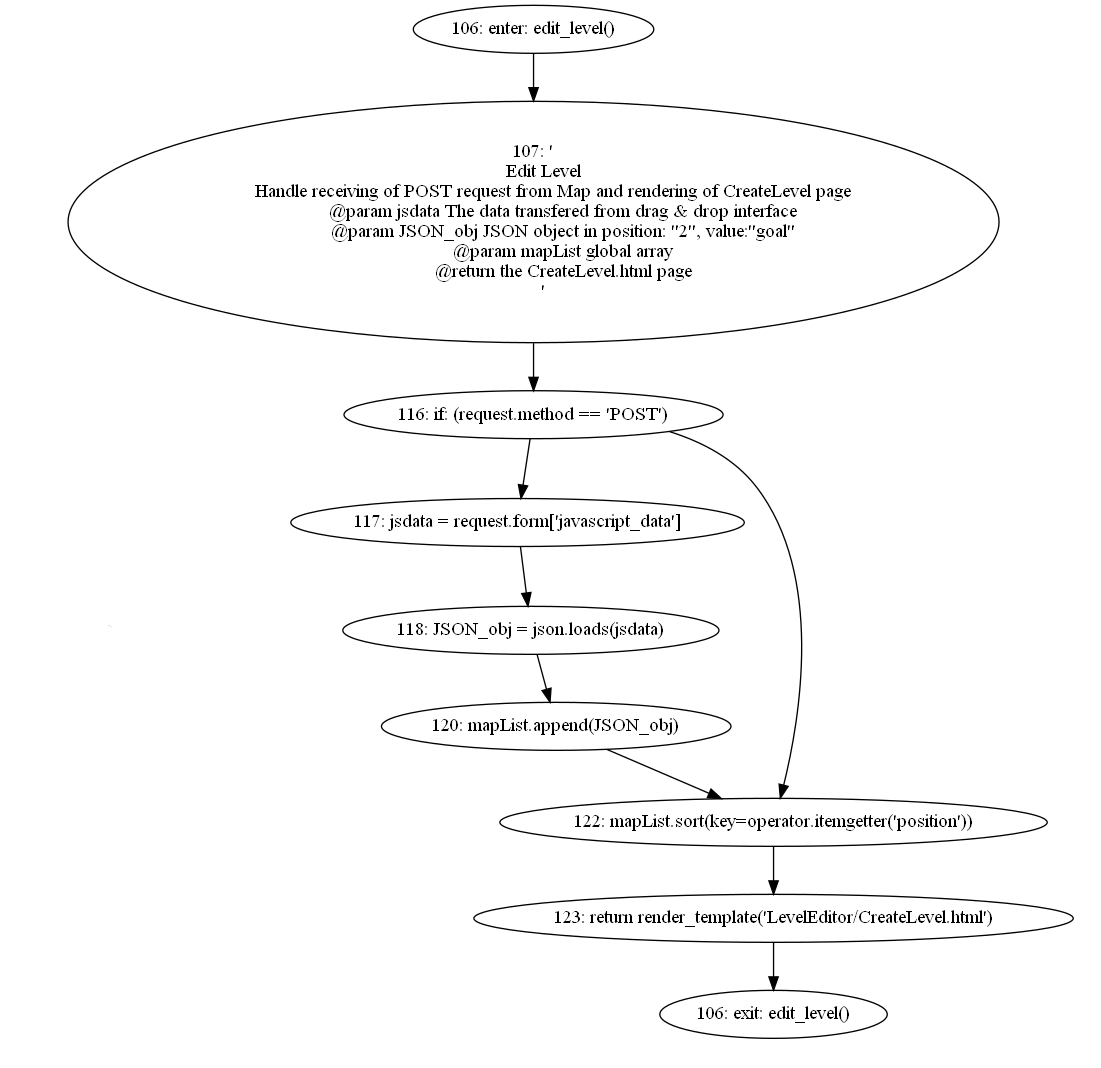 106: enter: edit_level()
107: '
Edit Level
Handle receiving of POST request from Map and rendering of CreateLevel page
@param jsdata The data transfered from drag & drop interface
@param JSON_obj JSON object in position: "2", value:"goal"
@param mapList global array
@return the CreateLevel.html page
'
116: if: (request.method == 'POST')
117: jsdata = request.form['javascript_data']
118: JSON_obj = json.loads(jsdata)
120: mapList.append(JSON_obj)
122: mapList.sort(key=operator.itemgetter('position'))
123: return render_template('LevelEditor/CreateLevel.html')
106: exit: edit_level()